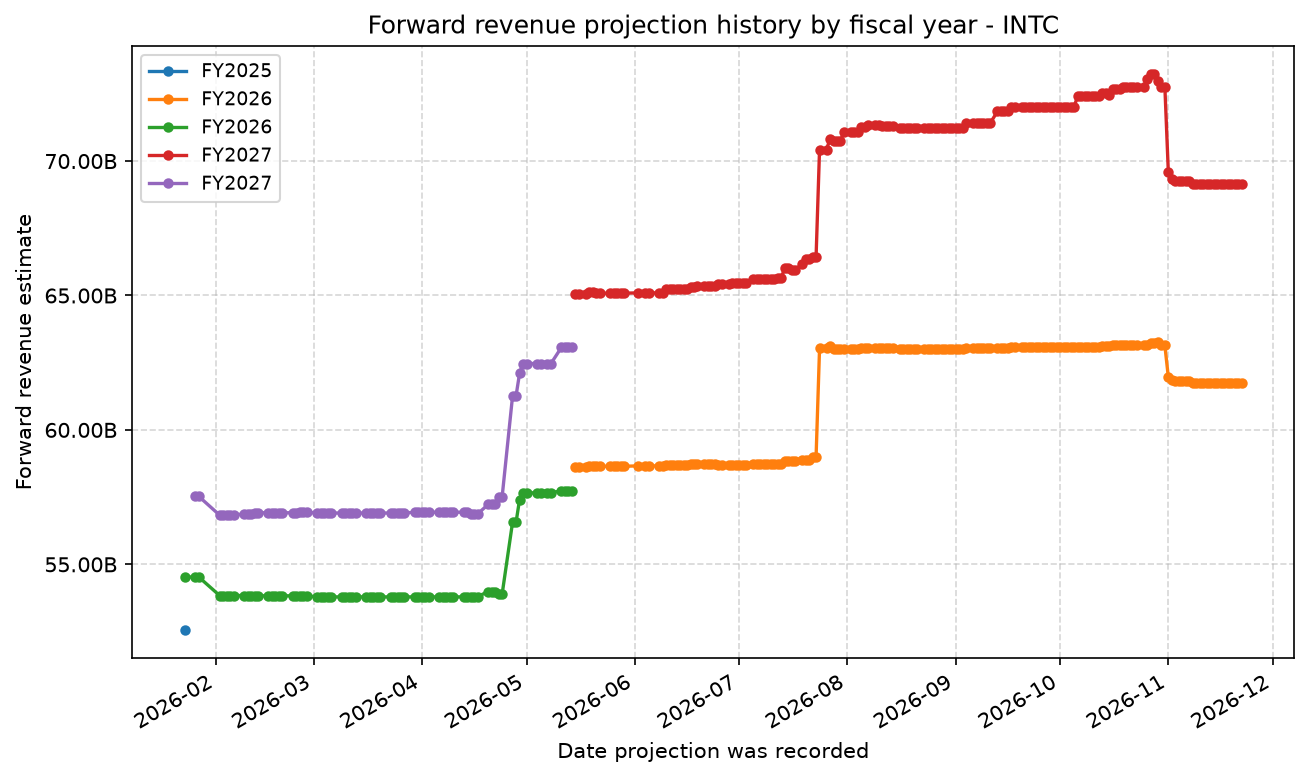 Forward revenue projection history by fiscal year - INTC
FY2025
FY2026
FY2026
FY2027
FY2027
Forward revenue estimate
70.00B
65.00B
60.00B
55.00B
2026-02
2026-03
2026-04
2026-05
2026-06
2026-07
2026-08
2026-09
2026-10
2026-11
2026-12
Date projection was recorded